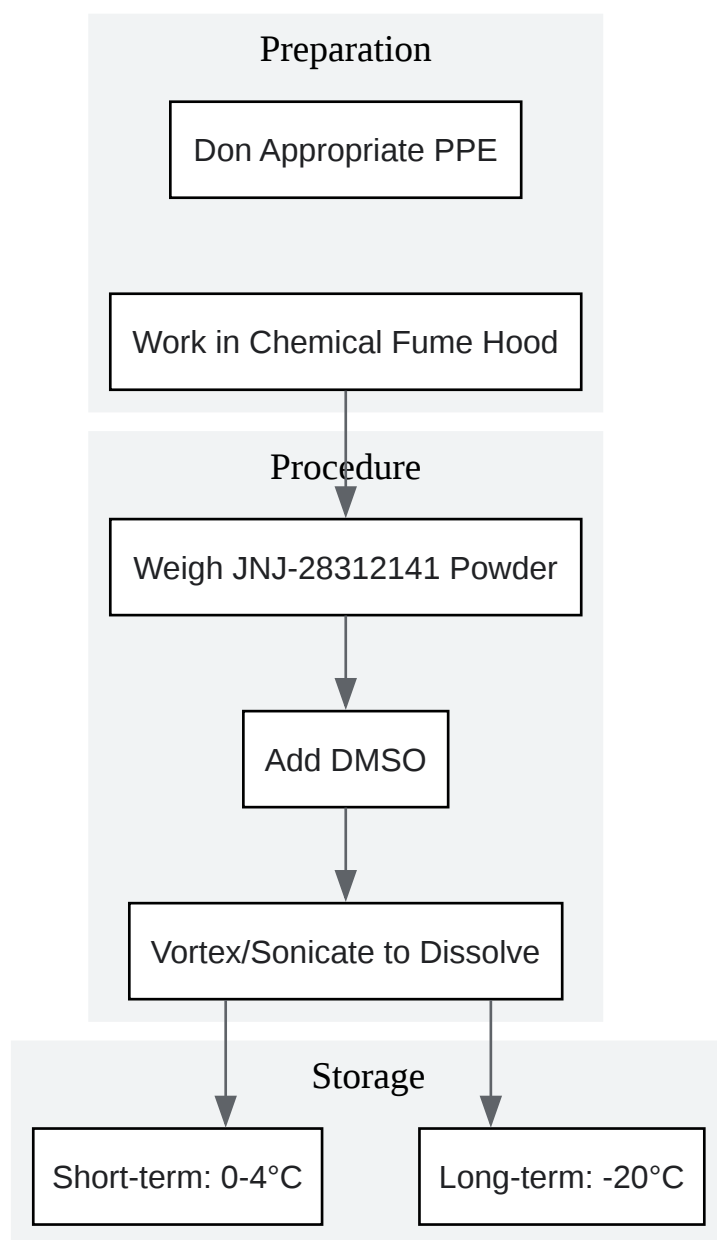 Preparation
Don Appropriate PPE
Work in Chemical Fume Hood
Procedure
Weigh JNJ-28312141 Powder
Add DMSO
Vortex/Sonicate to Dissolve
Storage
Short-term: 0-4°C
Long-term: -20°C